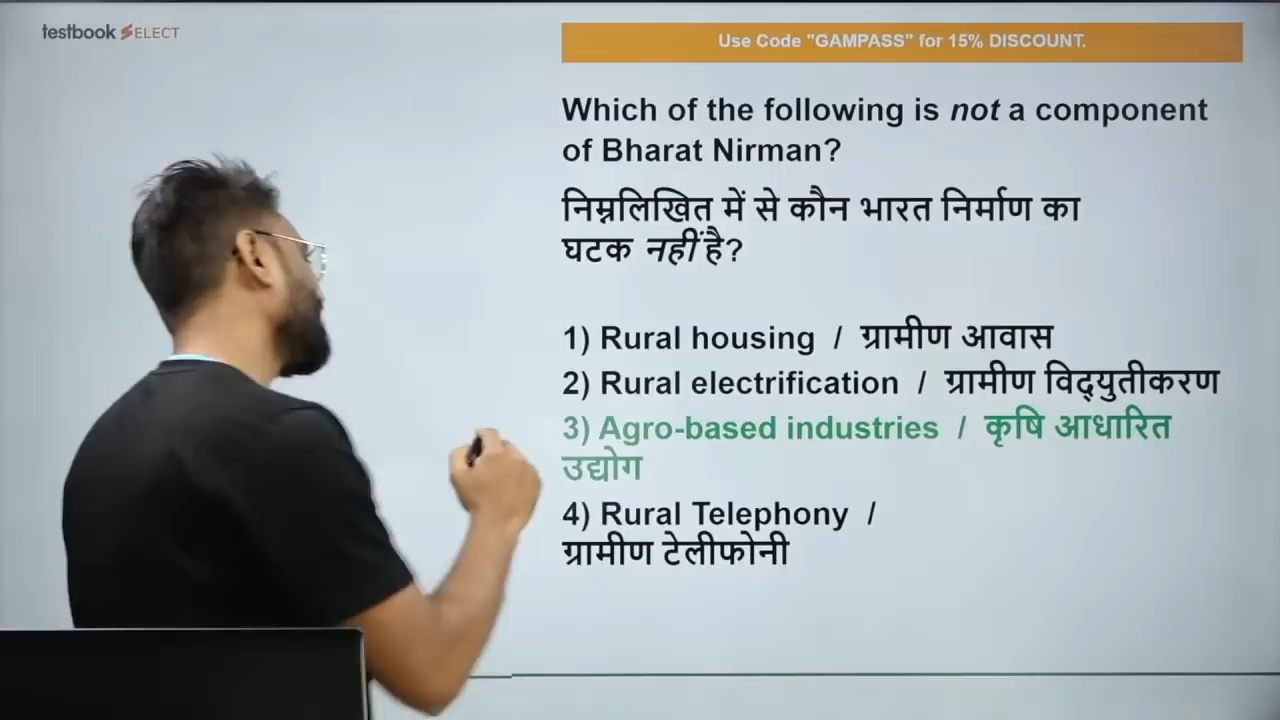 testbook SELECT
Use Code "GAMPASS" for 15% DISCOUNT.
Which of the following is not a component
of Bharat Nirman?
निम्नलिखित में से कौन भारत निर्माण का
घटक नहीं है?
1) Rural housing / ग्रामीण आवास
2) Rural electrification / ग्रामीण विद्युतीकरण
3) Agro-based industries / कृषि आधारित
उद्योग
4) Rural Telephony /
ग्रामीण टेलीफोनी